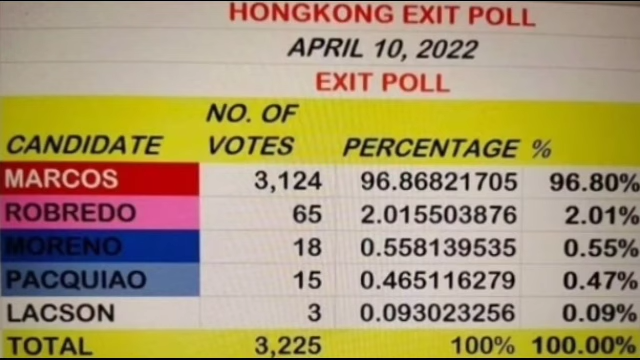 HONGKONG EXIT POLL
APRIL 10, 2022
EXIT POLL
CANDIDATE NO. OF VOTES PERCENTAGE %
MARCOS 3,124 96.86821705 96.80%
ROBREDO 65 2.015503876 2.01%
MORENO 18 0.558139535 0.55%
PACQUIAO 15 0.465116279 0.47%
LACSON 3 0.093023256 0.09%
TOTAL 3,225 100% 100.00%